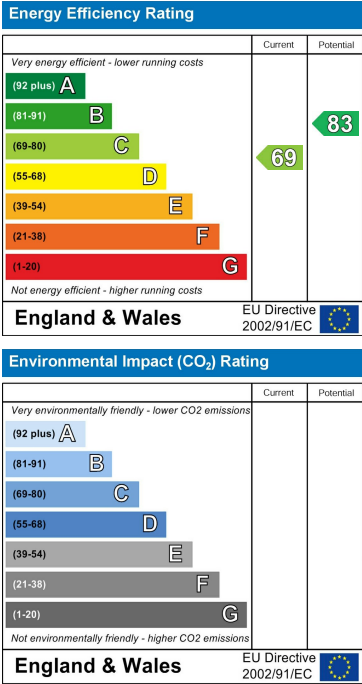 Energy Efficiency Rating
Current Potential
Very energy efficient - lower running costs
(92 plus) A
(81-91) B
83
(69-80) C
69
(55-68) D
(39-54) E
(21-38) F
(1-20) G
Not energy efficient - higher running costs
England & Wales
EU Directive
2002/91/EC
Environmental Impact (CO₂) Rating
Current Potential
Very environmentally friendly - lower CO2 emissions
(92 plus) A
(81-91) B
(69-80) C
(55-68) D
(39-54) E
(21-38) F
(1-20) G
Not environmentally friendly - higher CO2 emissions
England & Wales
EU Directive
2002/91/EC